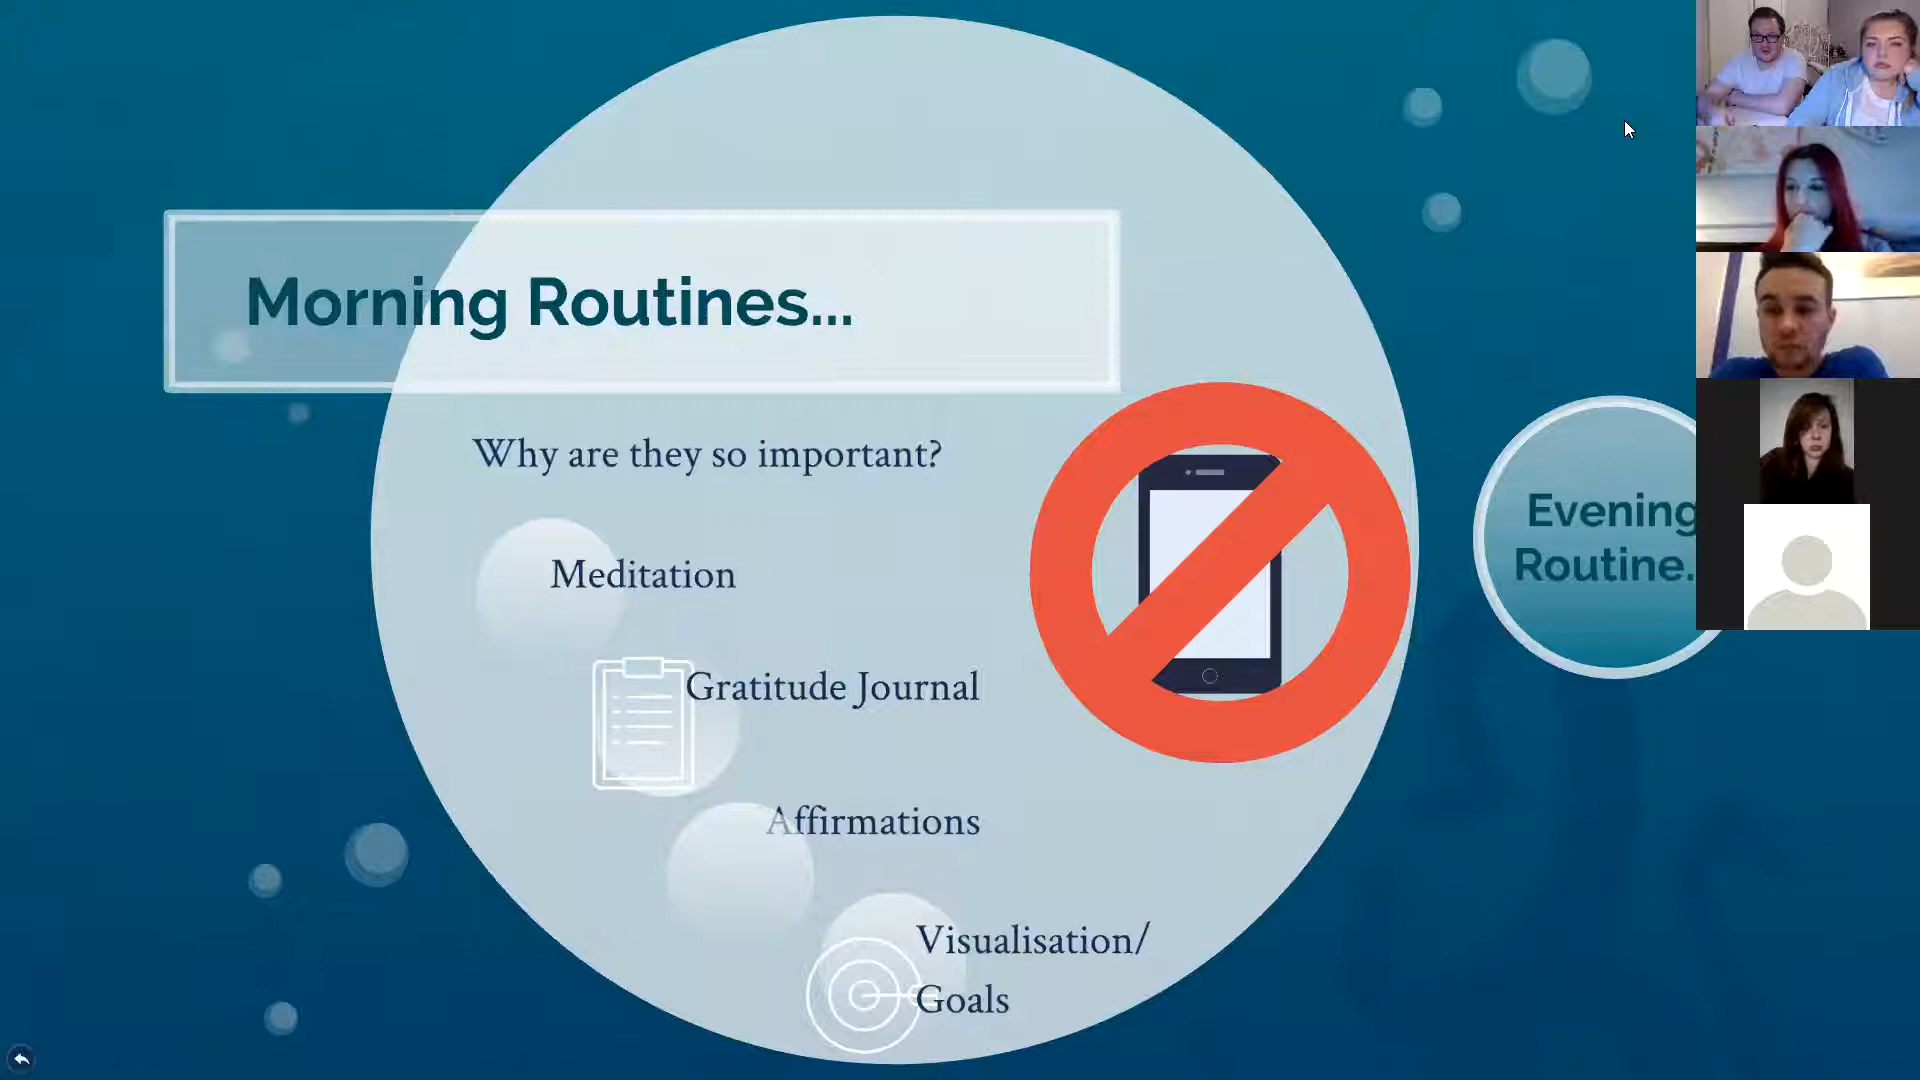 Morning Routines...
Why are they so important?
Meditation
Gratitude Journal
Affirmations
Visualisation/
Goals
Evening
Routine.